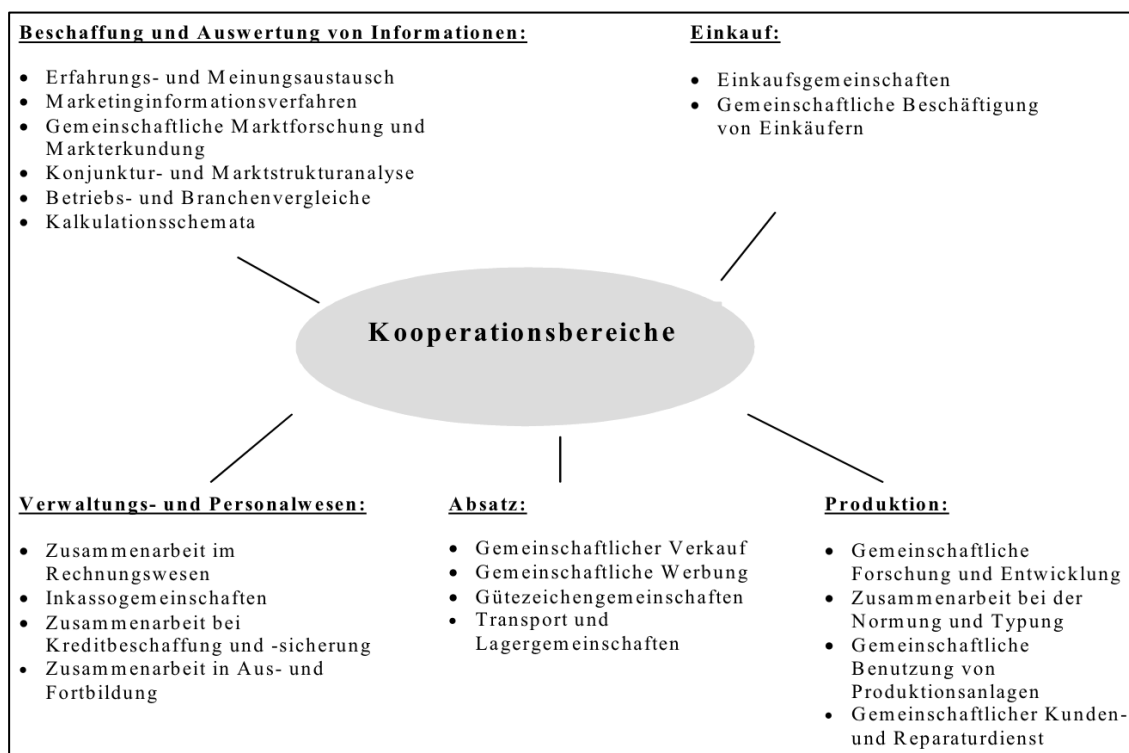 Beschaffung und Auswertung von Informationen:
• Erfahrungs- und Meinungsaustausch
• Marketinginformationsverfahren
• Gemeinschaftliche Marktforschung und
Markterkundung
• Konjunktur- und Marktstrukturanalyse
• Betriebs- und Branchenvergleiche
• Kalkulationsschemata
Einkauf:
• Einkaufsgemeinschaften
• Gemeinschaftliche Beschäftigung
von Einkäufern
Kooperationsbereiche
Verwaltungs- und Personalwesen:
• Zusammenarbeit im
Rechnungswesen
• Inkassogemeinschaften
• Zusammenarbeit bei
Kreditbeschaffung und -sicherung
• Zusammenarbeit in Aus- und
Fortbildung
Absatz:
• Gemeinschaftlicher Verkauf
• Gemeinschaftliche Werbung
• Gütezeichengemeinschaften
• Transport und
Lagergemeinschaften
Produktion:
• Gemeinschaftliche
Forschung und Entwicklung
• Zusammenarbeit bei der
Normung und Typung
• Gemeinschaftliche
Benutzung von
Produktionsanlagen
• Gemeinschaftlicher Kunden-
und Reparaturdienst